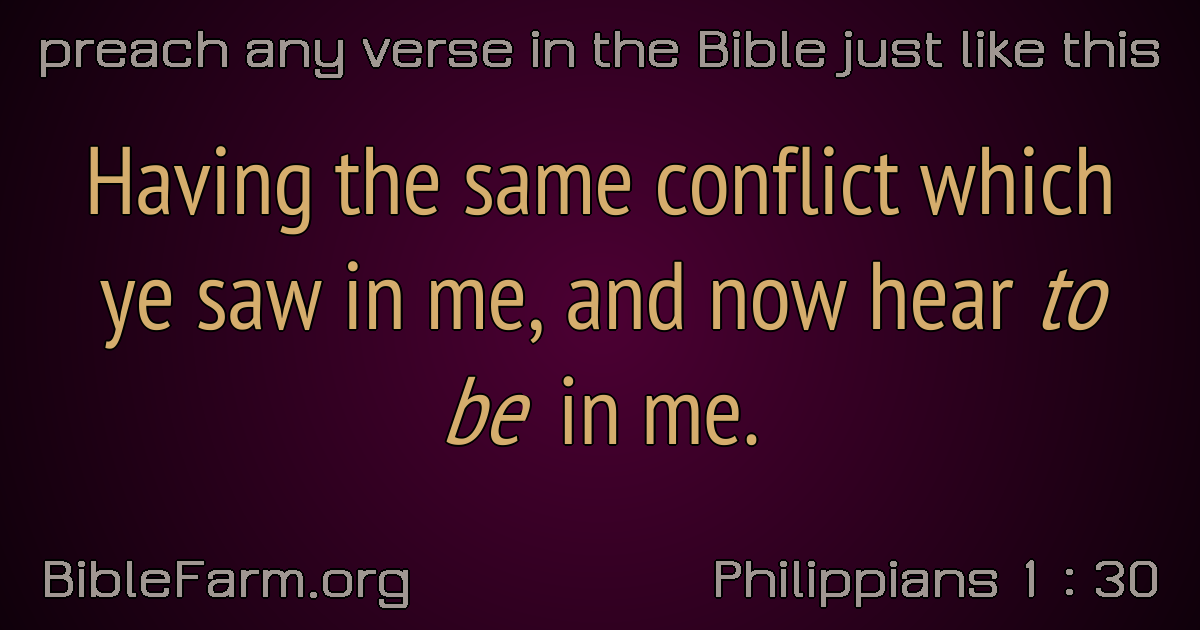 preach any verse in the Bible just like this
Having the same conflict which
ye saw in me, and now hear to
be in me.
BibleFarm.org
Philippians 1 : 30